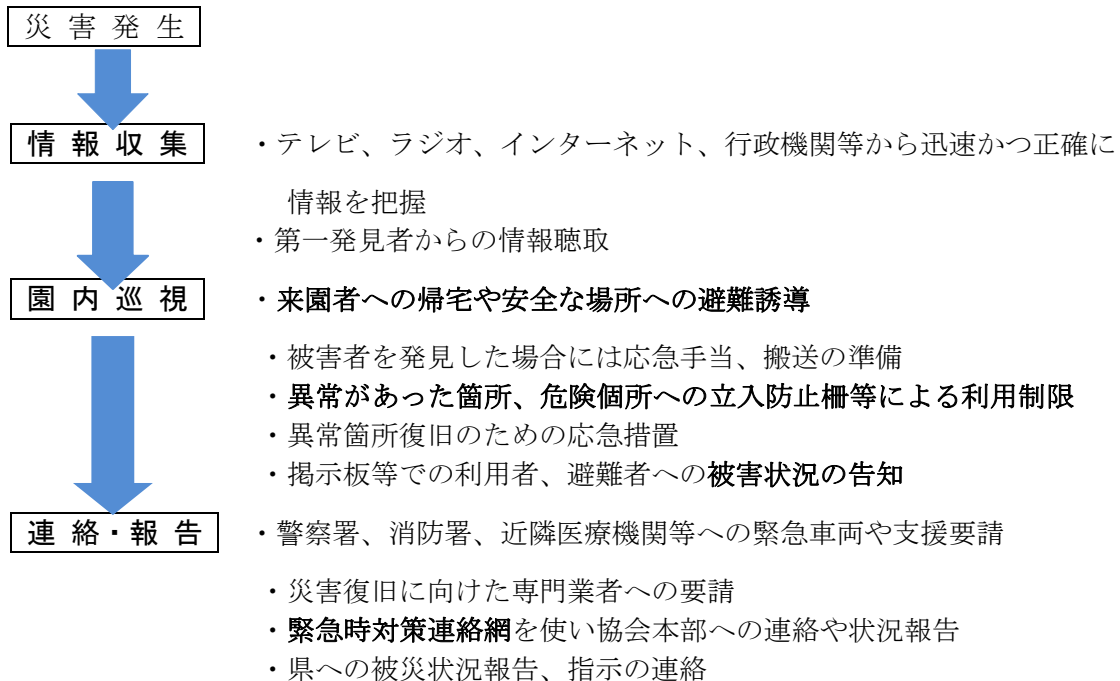 災 害 発 生
情 報 収 集
・テレビ、ラジオ、インターネット、行政機関等から迅速かつ正確に
情報を把握
・第一発見者からの情報聴取
園 内 巡 視
・来園者への帰宅や安全な場所への避難誘導
・被害者を発見した場合には応急手当、搬送の準備
・異常があった箇所、危険個所への立入防止柵等による利用制限
・異常箇所復旧のための応急措置
・掲示板等での利用者、避難者への被害状況の告知
連 絡・報 告
・警察署、消防署、近隣医療機関等への緊急車両や支援要請
・災害復旧に向けた専門業者への要請
・緊急時対策連絡網を使い協会本部への連絡や状況報告
・県への被災状況報告、指示の連絡